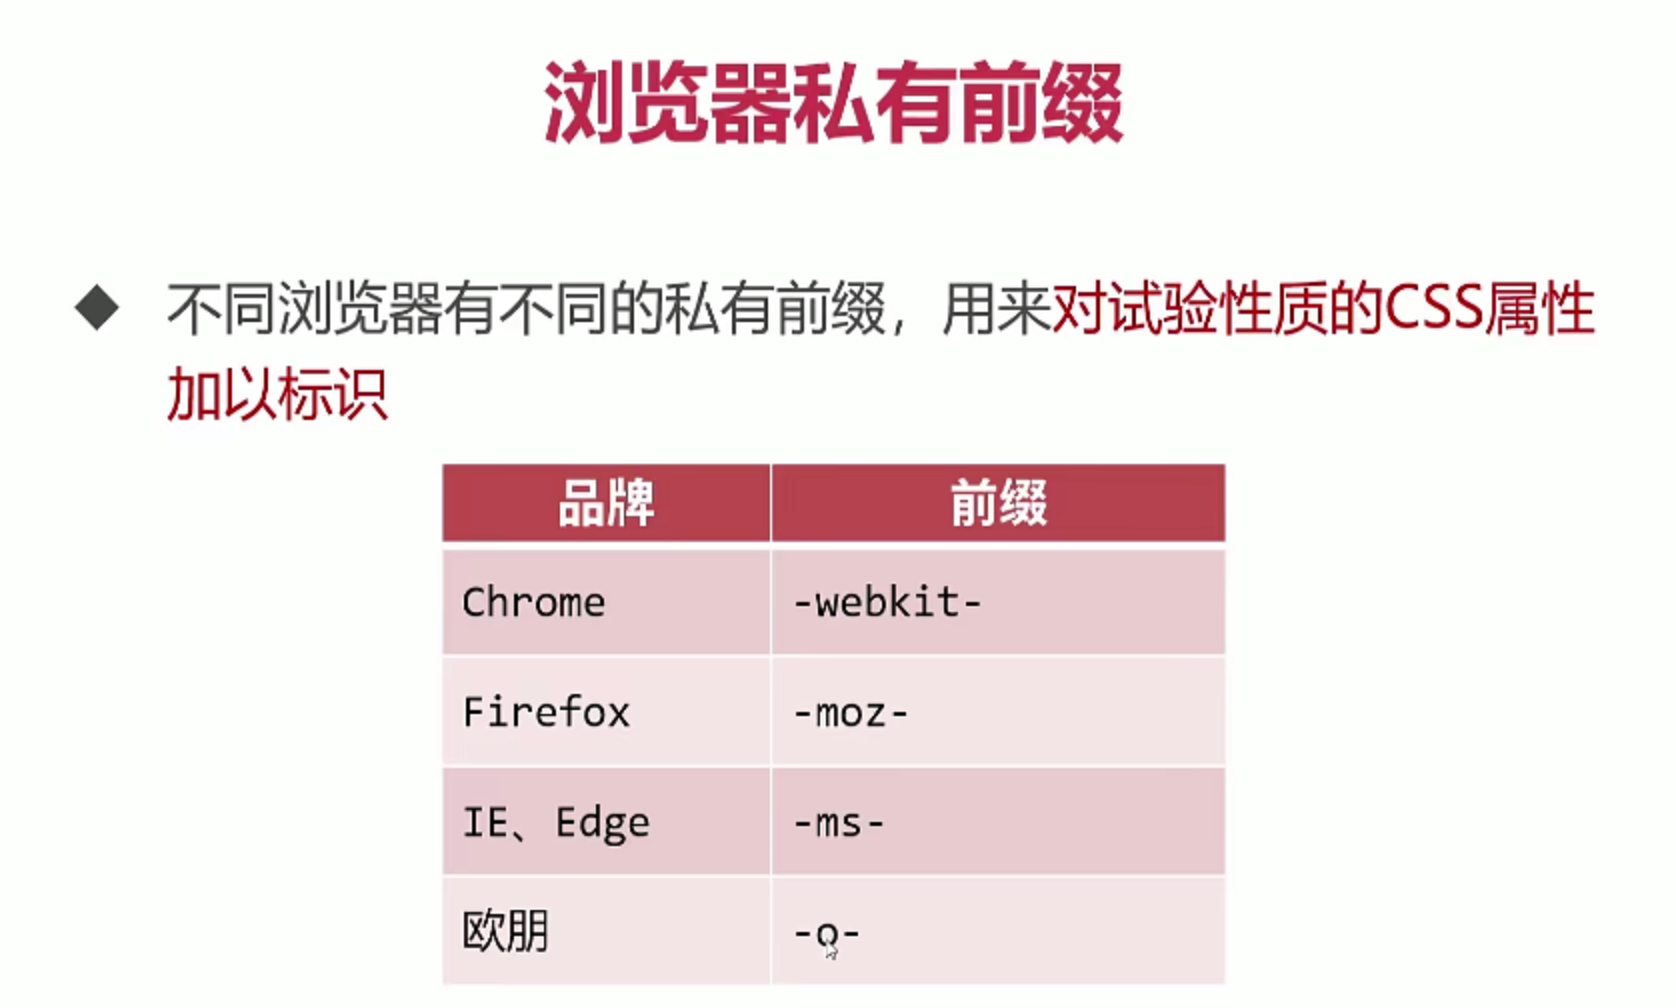 浏览器私有前缀
不同浏览器有不同的私有前缀，用来对试验性质的CSS属性
加以标识
品牌 前缀
Chrome -webkit-
Firefox -moz-
IE、Edge -ms-
欧朋 -o-